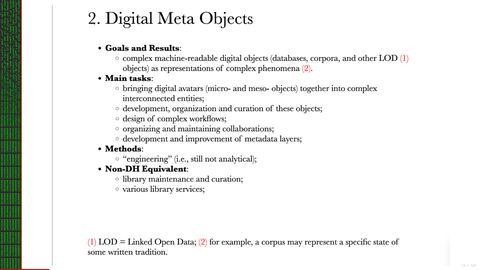 2. Digital Meta Objects
• Goals and Results:
○ complex machine-readable digital objects (databases, corpora, and other LOD (1)
objects) as representations of complex phenomena (2).
• Main tasks:
○ bringing digital avatars (micro- and meso- objects) together into complex
interconnected entities;
○ development, organization and curation of these objects;
○ design of complex workflows;
○ organizing and maintaining collaborations;
○ development and improvement of metadata layers;
• Methods:
○ “engineering” (i.e., still not analytical);
• Non-DH Equivalent:
○ library maintenance and curation;
○ various library services;
(1) LOD = Linked Open Data; (2) for example, a corpus may represent a specific state of
some written tradition.